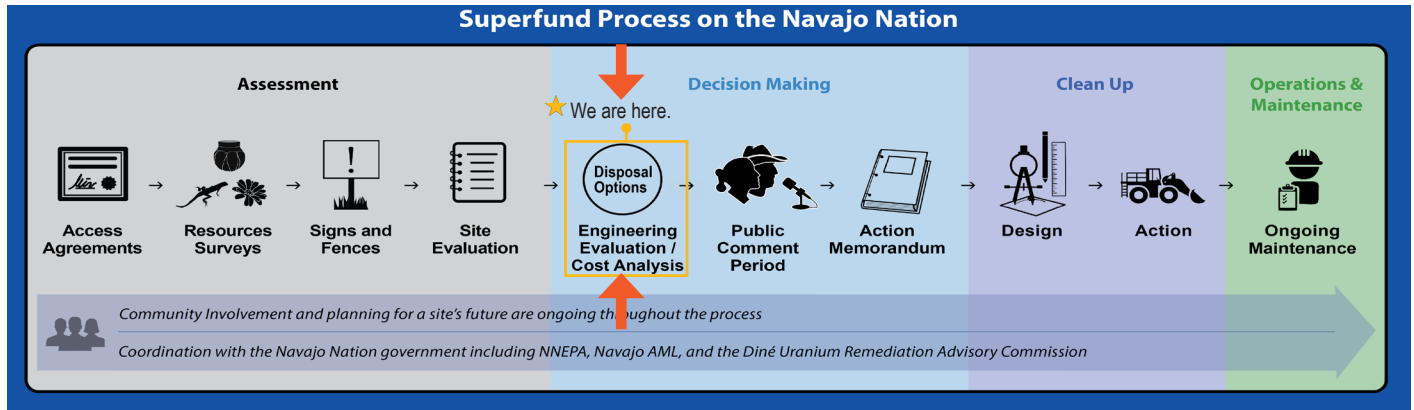 Superfund Process on the Navajo Nation
Assessment
Decision Making
Clean Up
Operations &
Maintenance
We are here.
Disposal
Options
Access
Agreements
Resources
Surveys
Signs and
Fences
Site
Evaluation
Engineering
Evaluation /
Cost Analysis
Public
Comment
Period
Action
Memorandum
Design
Action
Ongoing
Maintenance
!
Community Involvement and planning for a site's future are ongoing throughout the process
Coordination with the Navajo Nation government including NNEPA, Navajo AML, and the Diné Uranium Remediation Advisory Commission